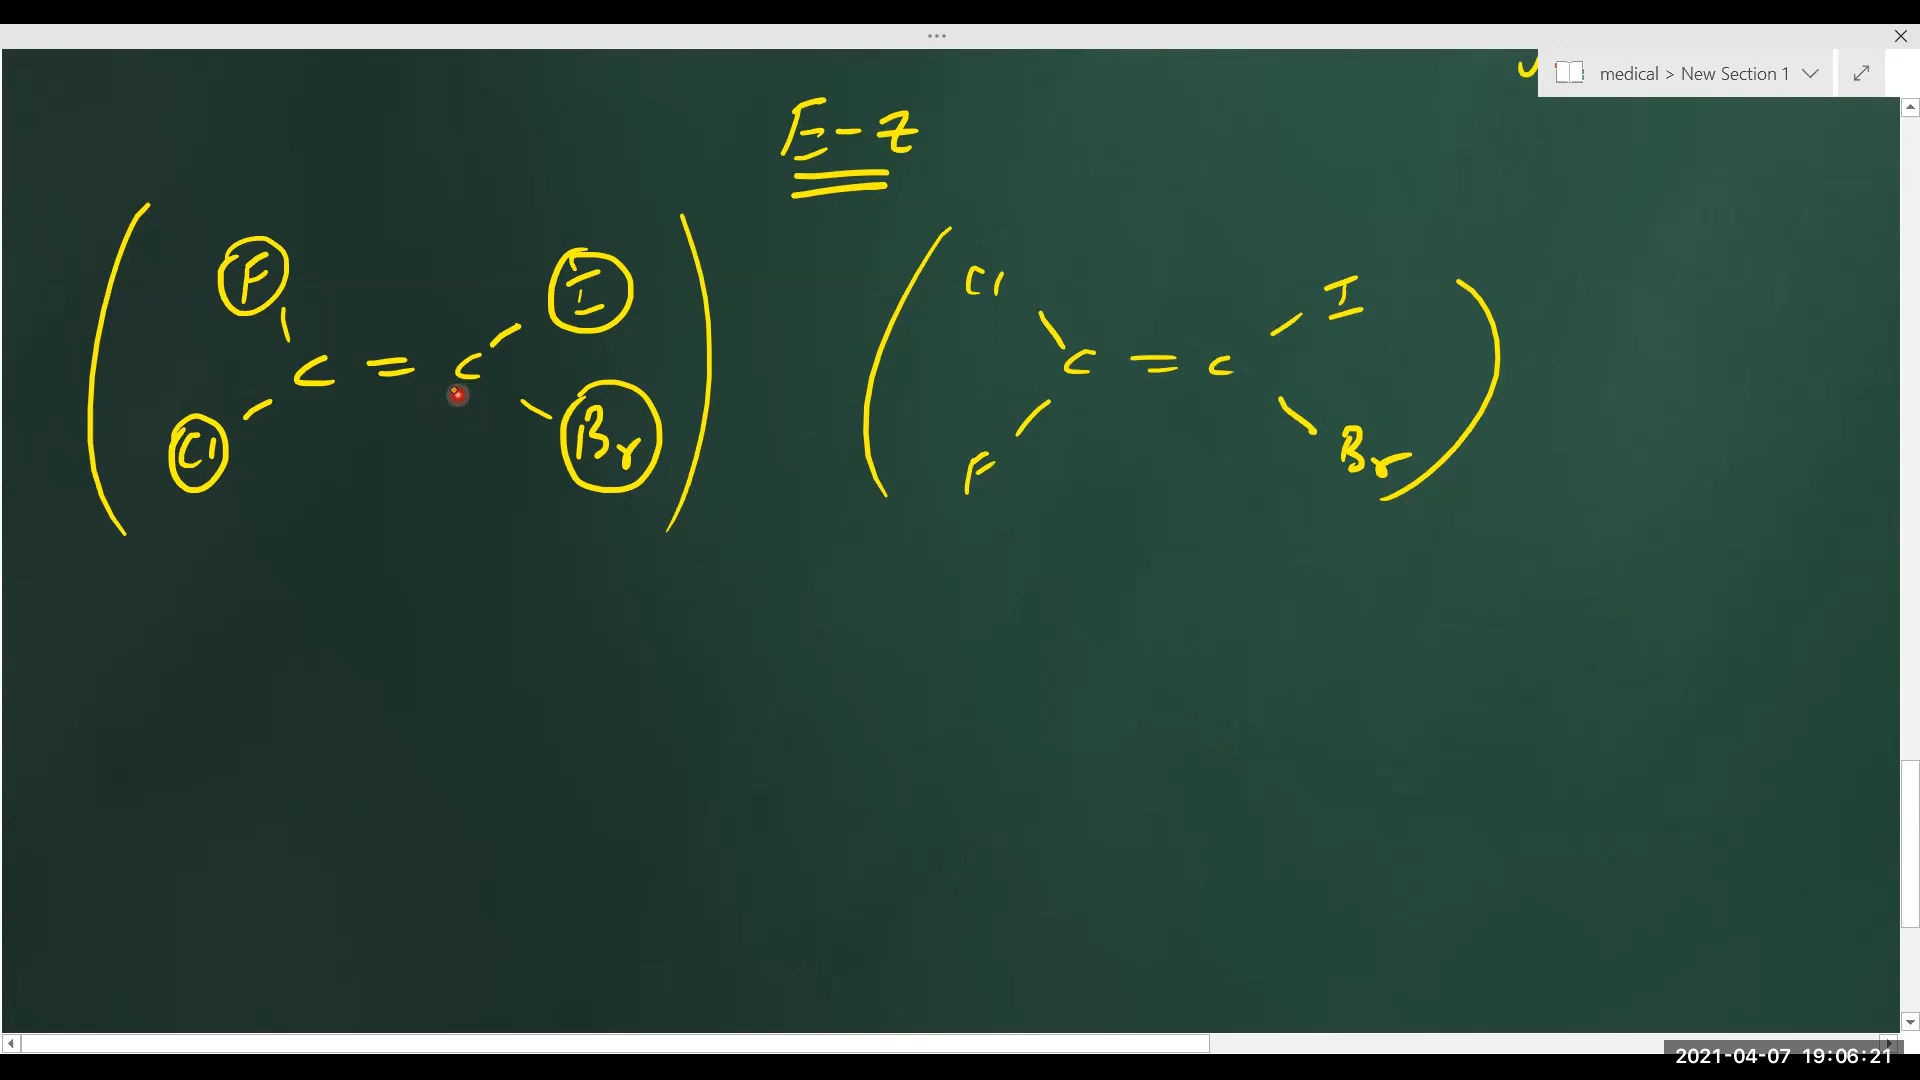 medical > New Section 1
E-Z
F I
C = C
Cl Br
Cl I
C = C
F Br
2021-04-07 19:06:21